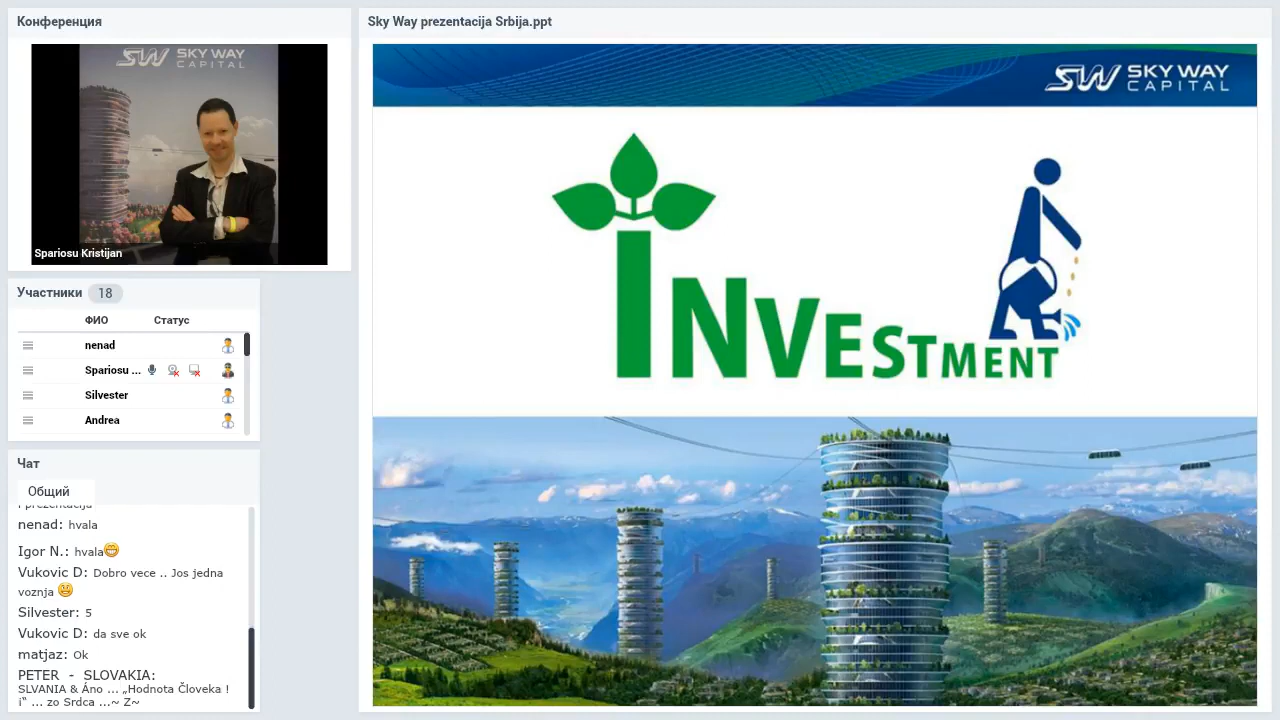 Конференция
SKY WAY
CAPITAL
Spariosu Kristijan
Участники 18
ФИО Статус
nenad
Spariosu ...
Silvester
Andrea
Чат
Общий
prezentacija
nenad: hvala
Igor N.: hvala
Vukovic D: Dobro vece .. Jos jedna
voznja
Silvester: 5
Vukovic D: da sve ok
matjaz: Ok
PETER ... SLOVAKIA:
SLVANIA & Áno ... „Hodnota Človeka
... zo Srdca ...~
Sky Way prezentacija Srbija.ppt
SW SKY WAY
CAPITAL
INVESTMENT